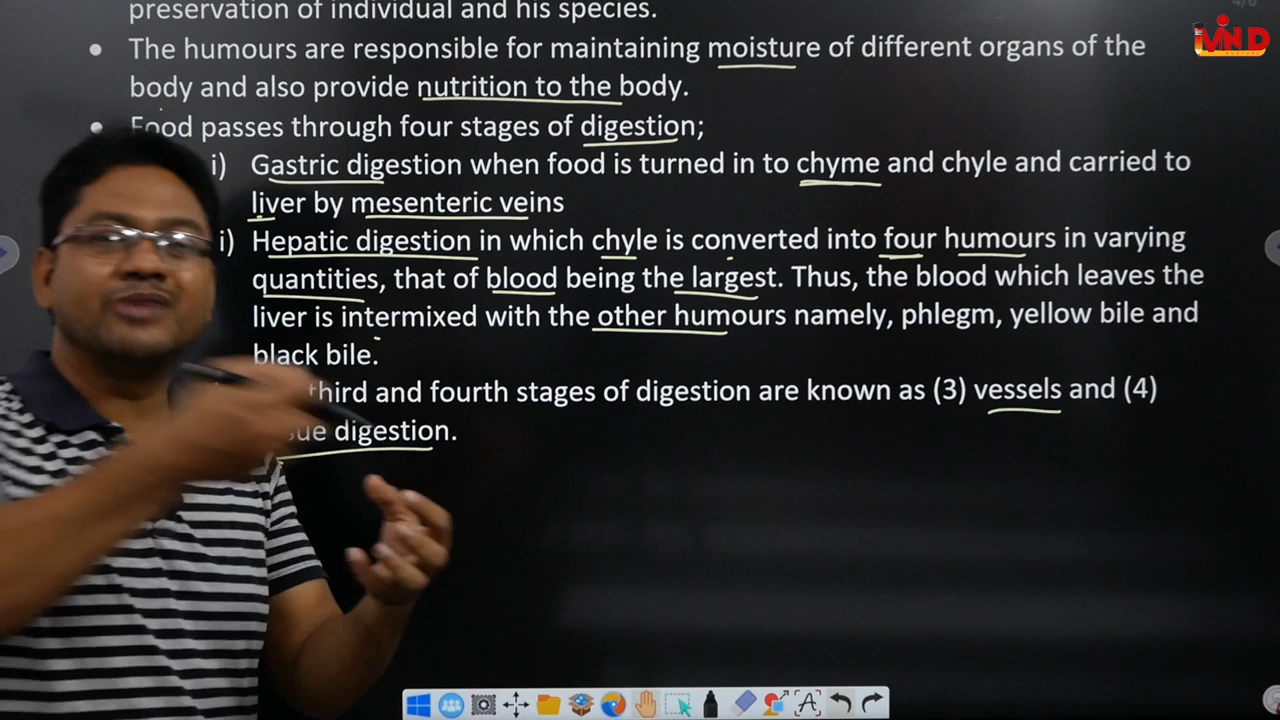 preservation of individual and his species.
4/6
MIND
• The humours are responsible for maintaining moisture of different organs of the
body and also provide nutrition to the body.
• Food passes through four stages of digestion;
i) Gastric digestion when food is turned in to chyme and chyle and carried to
liver by mesenteric veins
i) Hepatic digestion in which chyle is converted into four humours in varying
quantities, that of blood being the largest. Thus, the blood which leaves the
liver is intermixed with the other humours namely, phlegm, yellow bile and
black bile.
third and fourth stages of digestion are known as (3) vessels and (4)
sue digestion.